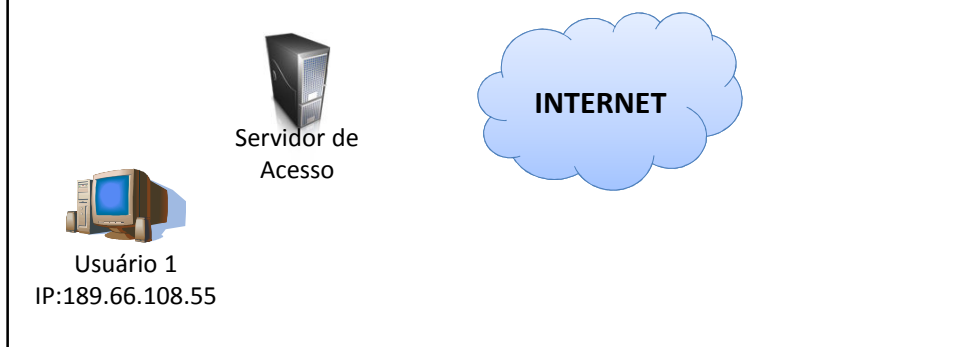 INTERNET
Servidor de
Acesso
Usuário 1
IP:189.66.108.55